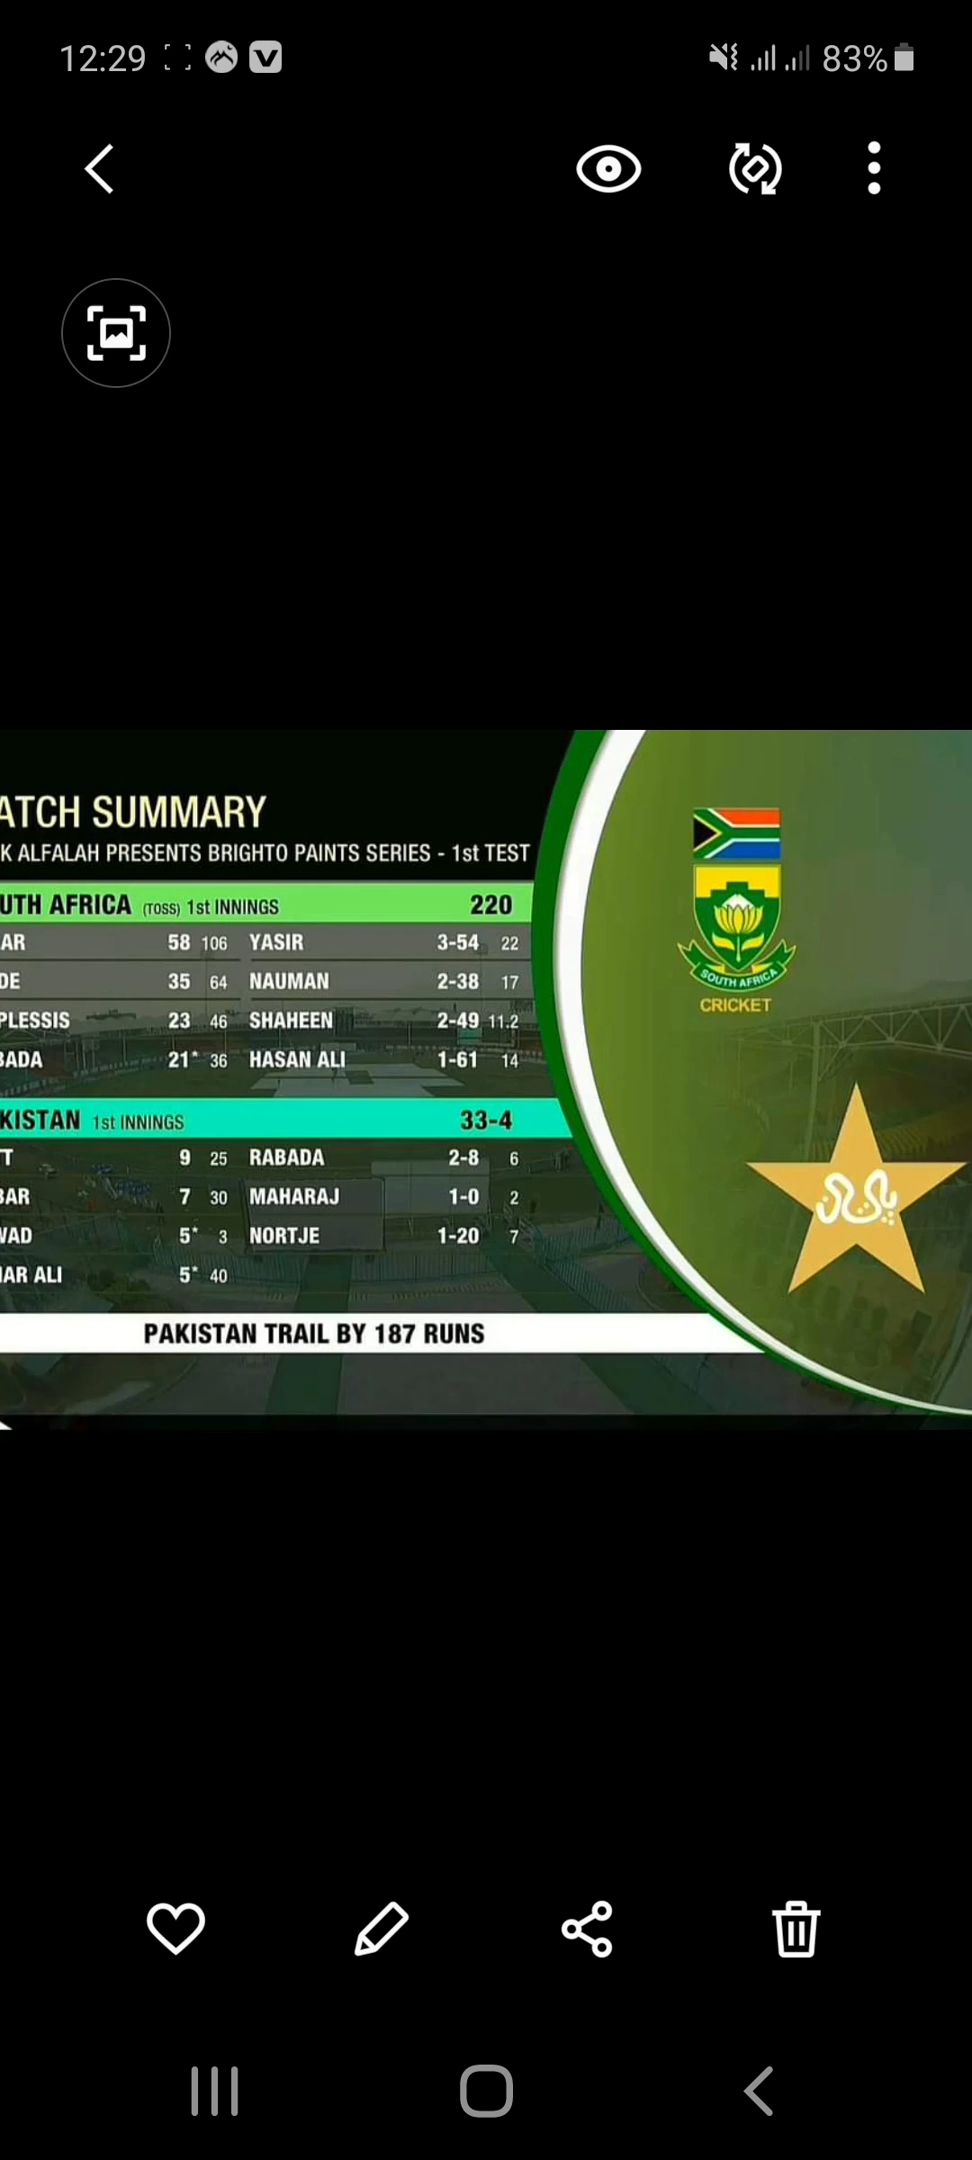 12:29 83%
ATCH SUMMARY
K ALFALAH PRESENTS BRIGHTO PAINTS SERIES - 1st TEST
UTH AFRICA (TOSS) 1st INNINGS 220
AR 58 106 YASIR 3-54 22
DE 35 64 NAUMAN 2-38 17
PLESSIS 23 46 SHAHEEN 2-49 11.2
BADA 21* 36 HASAN ALI 1-61 14
KISTAN 1st INNINGS 33-4
T 9 25 RABADA 2-8 6
BAR 7 30 MAHARAJ 1-0 2
WAD 5* 3 NORTJE 1-20 7
HAR ALI 5* 40
PAKISTAN TRAIL BY 187 RUNS
SOUTH AFRICA
CRICKET
پاکستان